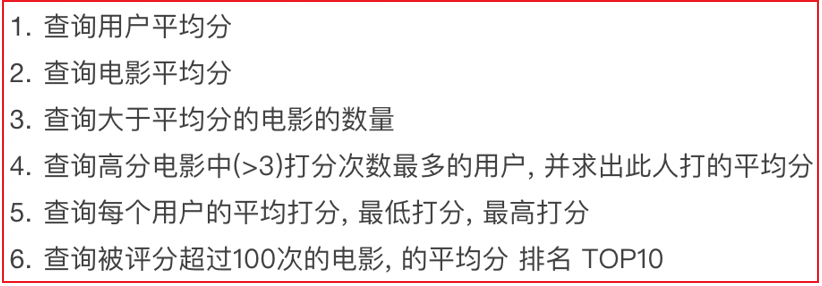 1. 查询用户平均分
2. 查询电影平均分
3. 查询大于平均分的电影的数量
4. 查询高分电影中(>3)打分次数最多的用户, 并求出此人打的平均分
5. 查询每个用户的平均打分, 最低打分, 最高打分
6. 查询被评分超过100次的电影, 的平均分 排名 TOP10